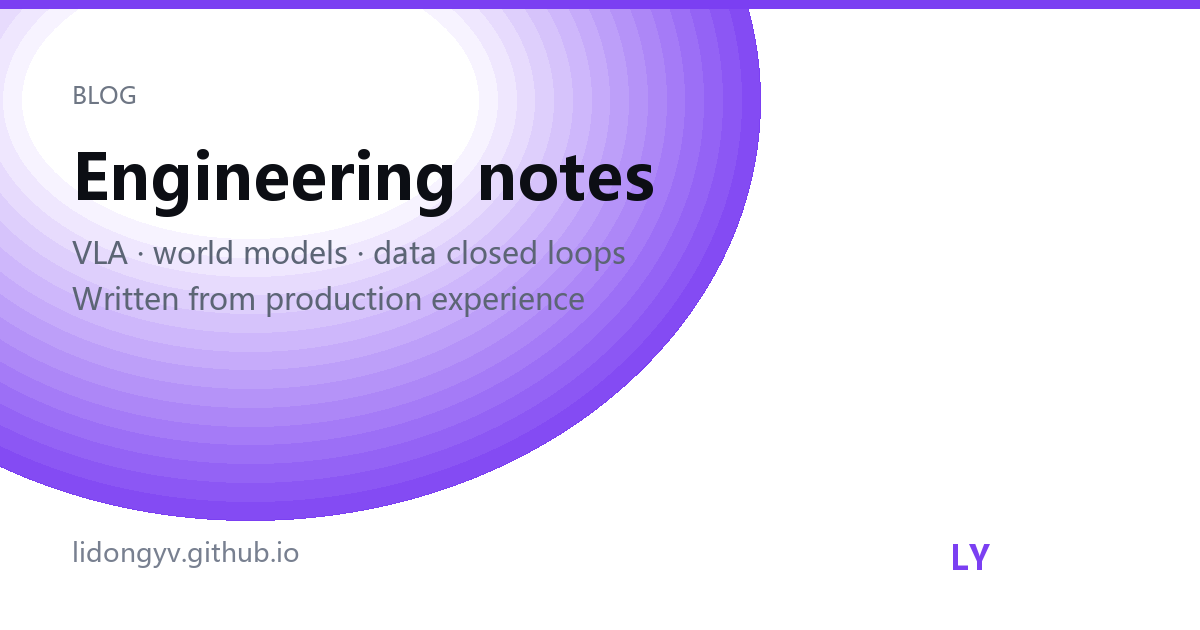 BLOG
Engineering notes
VLA · world models · data closed loops
Written from production experience
lidongyv.github.io
LY